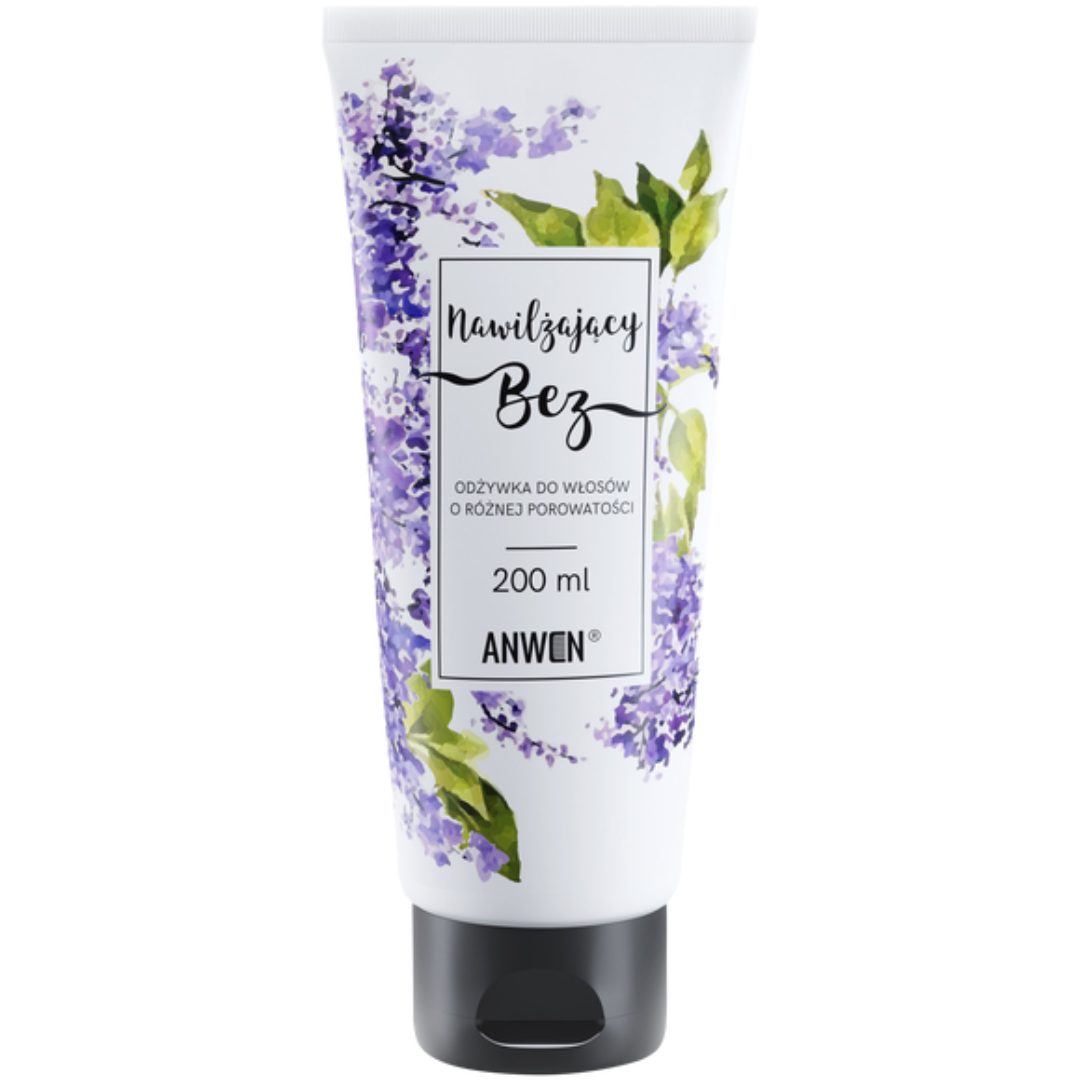 Nawilżający
Bez
ODŻYWKA DO WŁOSÓW
O RÓŻNEJ POROWATOŚCI
200 ml
ANWEN®